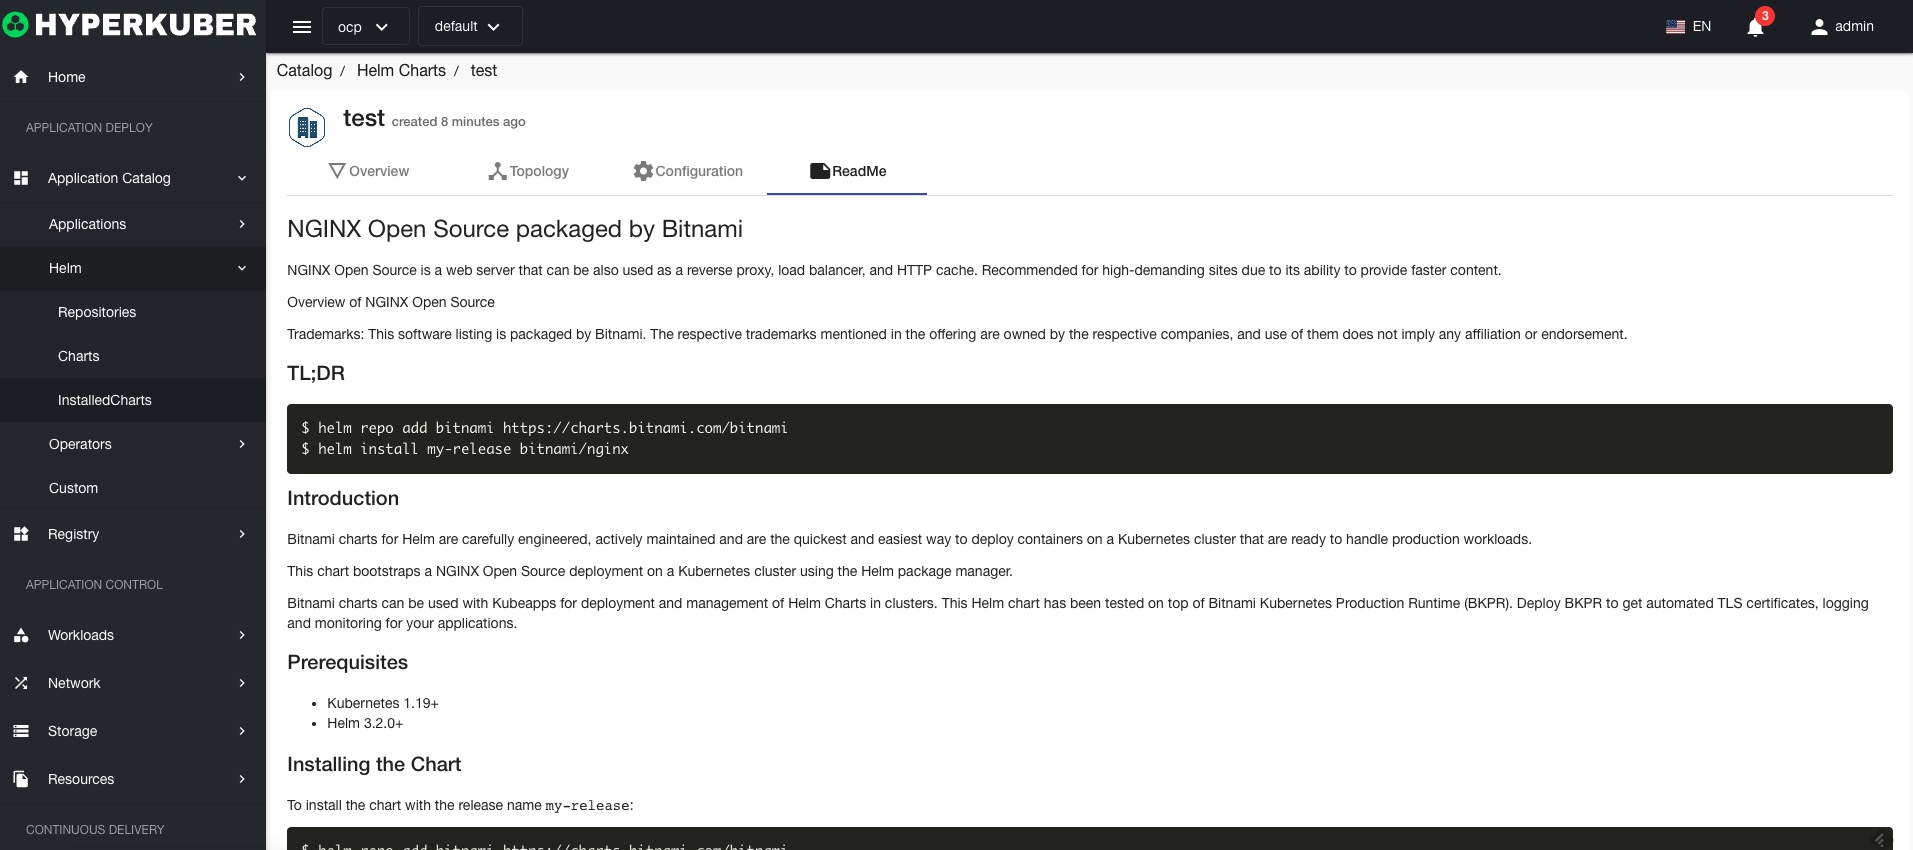 HYPERKUBER
ocp
default
EN
3
admin
Home
APPLICATION DEPLOY
Application Catalog
Applications
Helm
Repositories
Charts
InstalledCharts
Operators
Custom
Registry
APPLICATION CONTROL
Workloads
Network
Storage
Resources
CONTINUOUS DELIVERY
Catalog / Helm Charts / test
test created 8 minutes ago
Overview
Topology
Configuration
ReadMe
NGINX Open Source packaged by Bitnami
NGINX Open Source is a web server that can be also used as a reverse proxy, load balancer, and HTTP cache. Recommended for high-demanding sites due to its ability to provide faster content.
Overview of NGINX Open Source
Trademarks: This software listing is packaged by Bitnami. The respective trademarks mentioned in the offering are owned by the respective companies, and use of them does not imply any affiliation or endorsement.
TL;DR
$ helm repo add bitnami https://charts.bitnami.com/bitnami
$ helm install my-release bitnami/nginx
Introduction
Bitnami charts for Helm are carefully engineered, actively maintained and are the quickest and easiest way to deploy containers on a Kubernetes cluster that are ready to handle production workloads.
This chart bootstraps a NGINX Open Source deployment on a Kubernetes cluster using the Helm package manager.
Bitnami charts can be used with Kubeapps for deployment and management of Helm Charts in clusters. This Helm chart has been tested on top of Bitnami Kubernetes Production Runtime (BKPR). Deploy BKPR to get automated TLS certificates, logging
and monitoring for your applications.
Prerequisites
• Kubernetes 1.19+
• Helm 3.2.0+
Installing the Chart
To install the chart with the release name my-release:
$ helm repo add bitnami https://charts.bitnami.com/bitnami